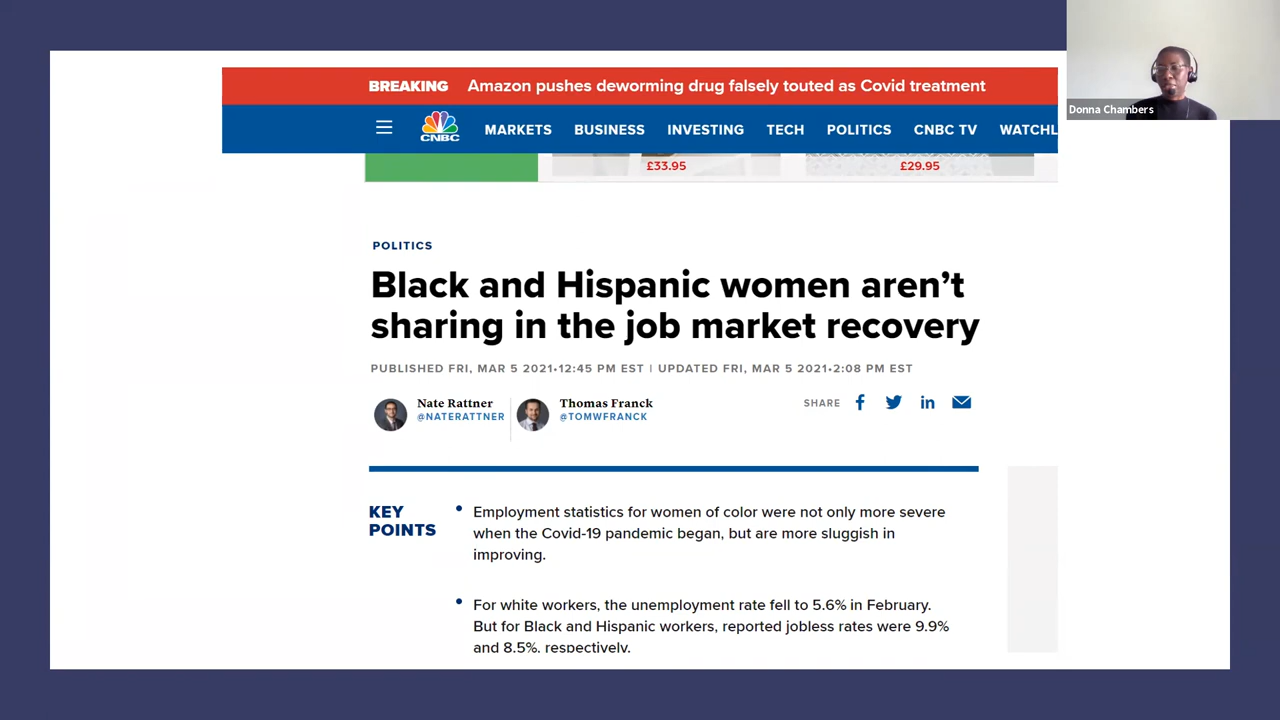 BREAKING Amazon pushes deworming drug falsely touted as Covid treatment
CNBC MARKETS BUSINESS INVESTING TECH POLITICS CNBC TV WATCHL
Donna Chambers
£33.95 £29.95
POLITICS
Black and Hispanic women aren’t
sharing in the job market recovery
PUBLISHED FRI, MAR 5 2021•12:45 PM EST | UPDATED FRI, MAR 5 2021•2:08 PM EST
Nate Rattner
@NATERATTNER
Thomas Franck
@TOMWFRANCK
SHARE
KEY
POINTS
• Employment statistics for women of color were not only more severe
when the Covid-19 pandemic began, but are more sluggish in
improving.
• For white workers, the unemployment rate fell to 5.6% in February.
But for Black and Hispanic workers, reported jobless rates were 9.9%
and 8.5%, respectively.